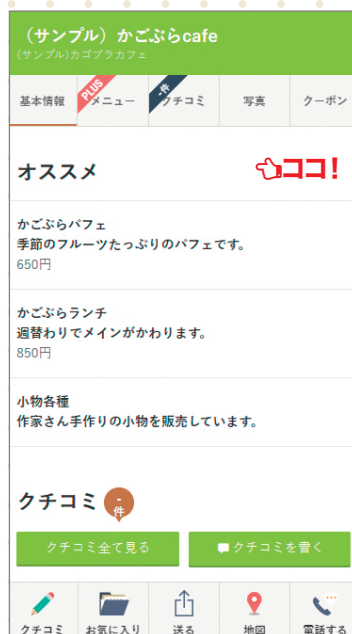 （サンプル）かごぶらcafe
(サンプル)カゴブラカフェ
基本情報
PLUS
メニュー
-件
クチコミ
写真
クーポン
オススメ
ココ！
かごぶらパフェ
季節のフルーツたっぷりのパフェです。
650円
かごぶらランチ
週替わりでメインがかわります。
850円
小物各種
作家さん手作りの小物を販売しています。
クチコミ
-
件
クチコミ全て見る
クチコミを書く
クチコミ
お気に入り
送る
地図
電話する